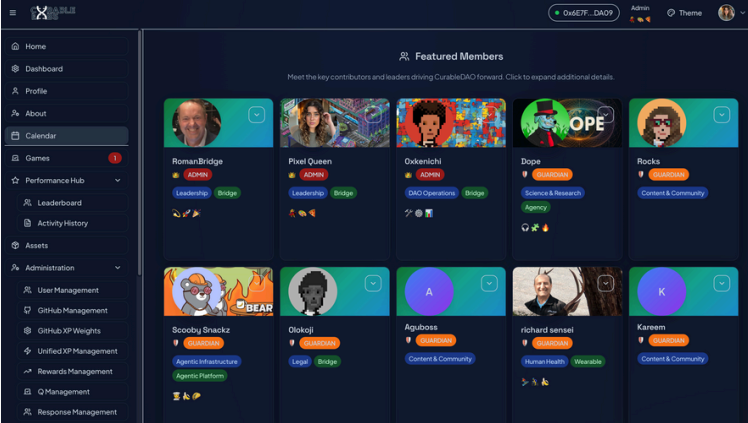 CURABLE
0x6E7F...DA09
Admin
Theme
Home
Dashboard
Profile
About
Calendar
Games
1
Performance Hub
Leaderboard
Activity History
Assets
Administration
User Management
GitHub Management
GitHub XP Weights
Unified XP Management
Rewards Management
Q Management
Response Management
Featured Members
Meet the key contributors and leaders driving CurableDAO forward. Click to expand additional details.
RomanBridge
ADMIN
Leadership Bridge
Pixel Queen
ADMIN
Leadership Bridge
0xkenichi
ADMIN
DAO Operations Bridge
OPE
Dope
GUARDIAN
Science & Research
Agency
Rocks
GUARDIAN
Content & Community
BEAR
Scooby Snackz
GUARDIAN
Agentic Infrastructure
Agentic Platform
Olokoji
GUARDIAN
Legal Bridge
A
Aguboss
GUARDIAN
Content & Community
richard sensei
GUARDIAN
Human Health Wearable
K
Kareem
GUARDIAN
Content & Community